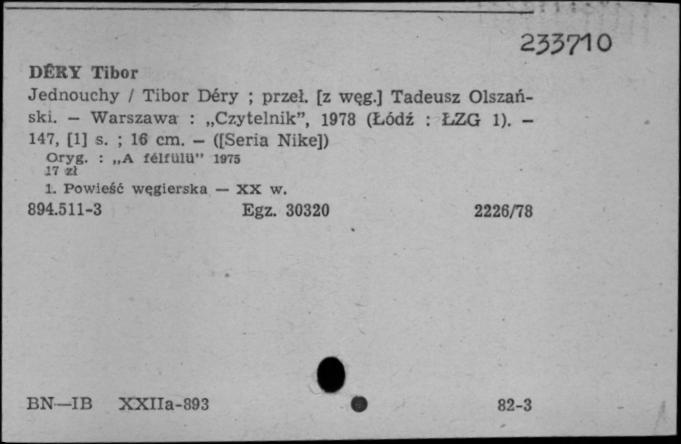 233710
DÉRY Tibor
Jednouchy / Tibor Déry ; przeł. [z węg.] Tadeusz Olszań-
ski. — Warszawa : „Czytelnik”, 1978 (Łódź : ŁZG 1). —
147, [1] s. ; 16 cm. — ([Seria Nike])
Oryg. : „A félfülü” 1975
17 zł
1. Powieść węgierska — XX w.
894.511-3 Egz. 30320 2226/78
BN—IB XXIIa-893 82-3